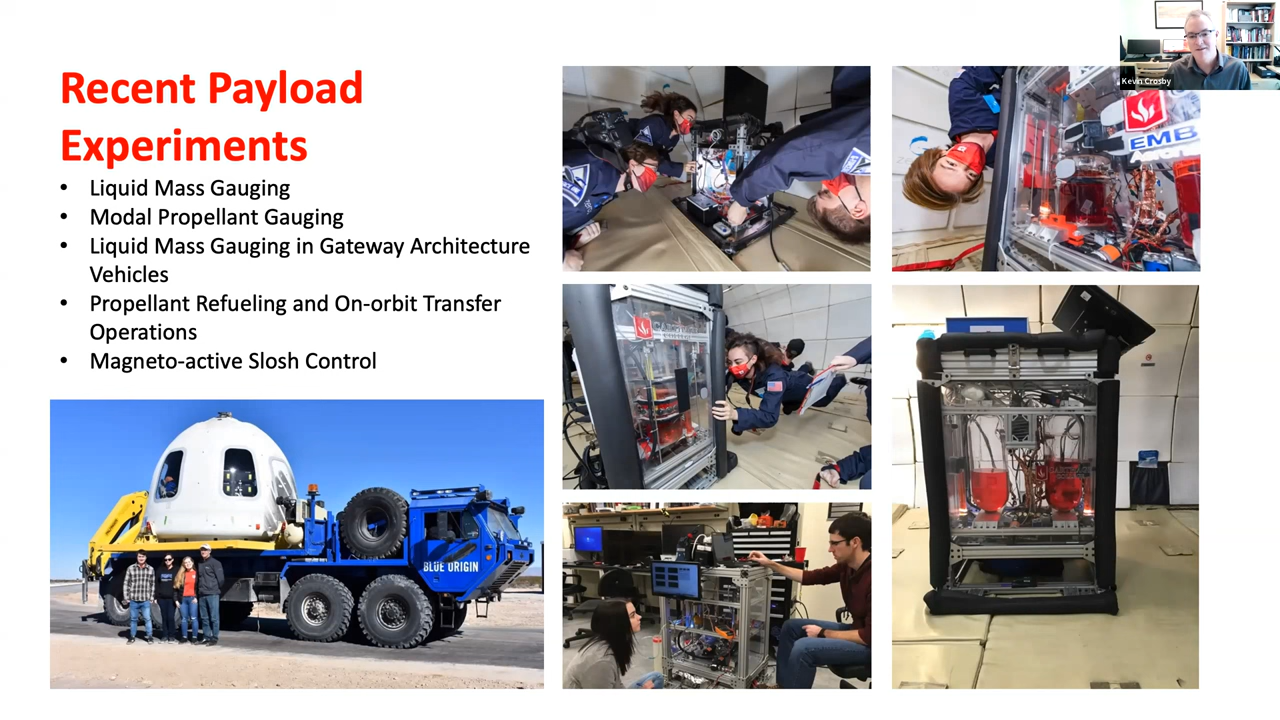 Kevin Crosby
Recent Payload
Experiments
• Liquid Mass Gauging
• Modal Propellant Gauging
• Liquid Mass Gauging in Gateway Architecture
Vehicles
• Propellant Refueling and On-orbit Transfer
Operations
• Magneto-active Slosh Control
BLUE ORIGIN
EMB